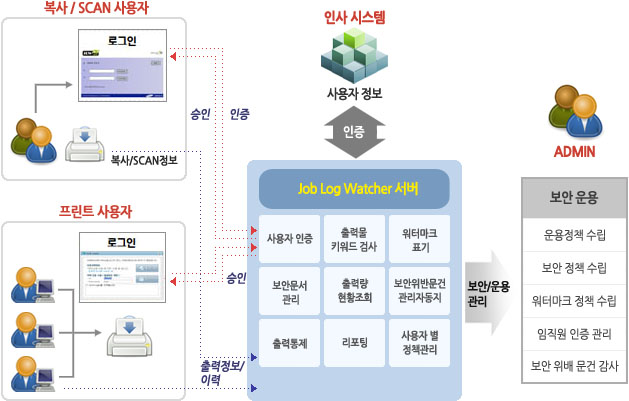 복사 / SCAN 사용자
로그인
복사/SCAN정보
승인
인증
인사 시스템
사용자 정보
인증
프린트 사용자
로그인
승인
출력정보/
이력
Job Log Watcher 서버
사용자 인증
출력물
키워드 검사
워터마크
표기
보안문서
관리
출력량
현황조회
보안위반문건
관리자동지
출력통제
리포팅
사용자 별
정책관리
보안/운용
관리
ADMIN
보안 운용
운용정책 수립
보안 정책 수립
워터마크 정책 수립
임직원 인증 관리
보안 위배 문건 감사